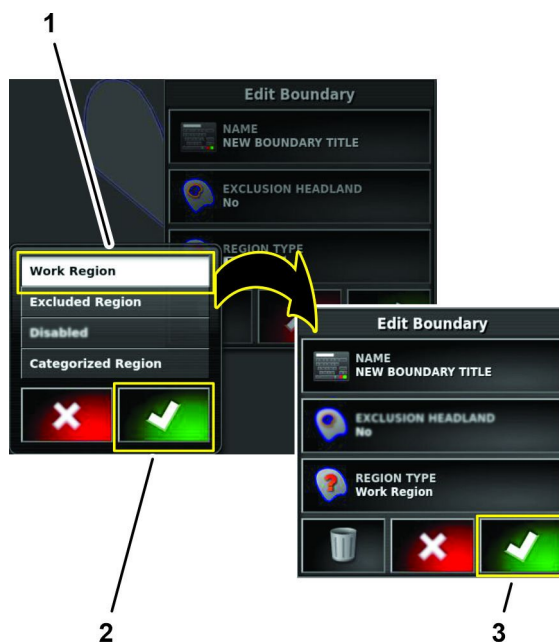 1
Edit Boundary
NAME
NEW BOUNDARY TITLE
EXCLUSION HEADLAND
No
REGION TYPE
Work Region
Excluded Region
Disabled
Categorized Region
Edit Boundary
NAME
NEW BOUNDARY TITLE
EXCLUSION HEADLAND
No
REGION TYPE
Work Region
2
3